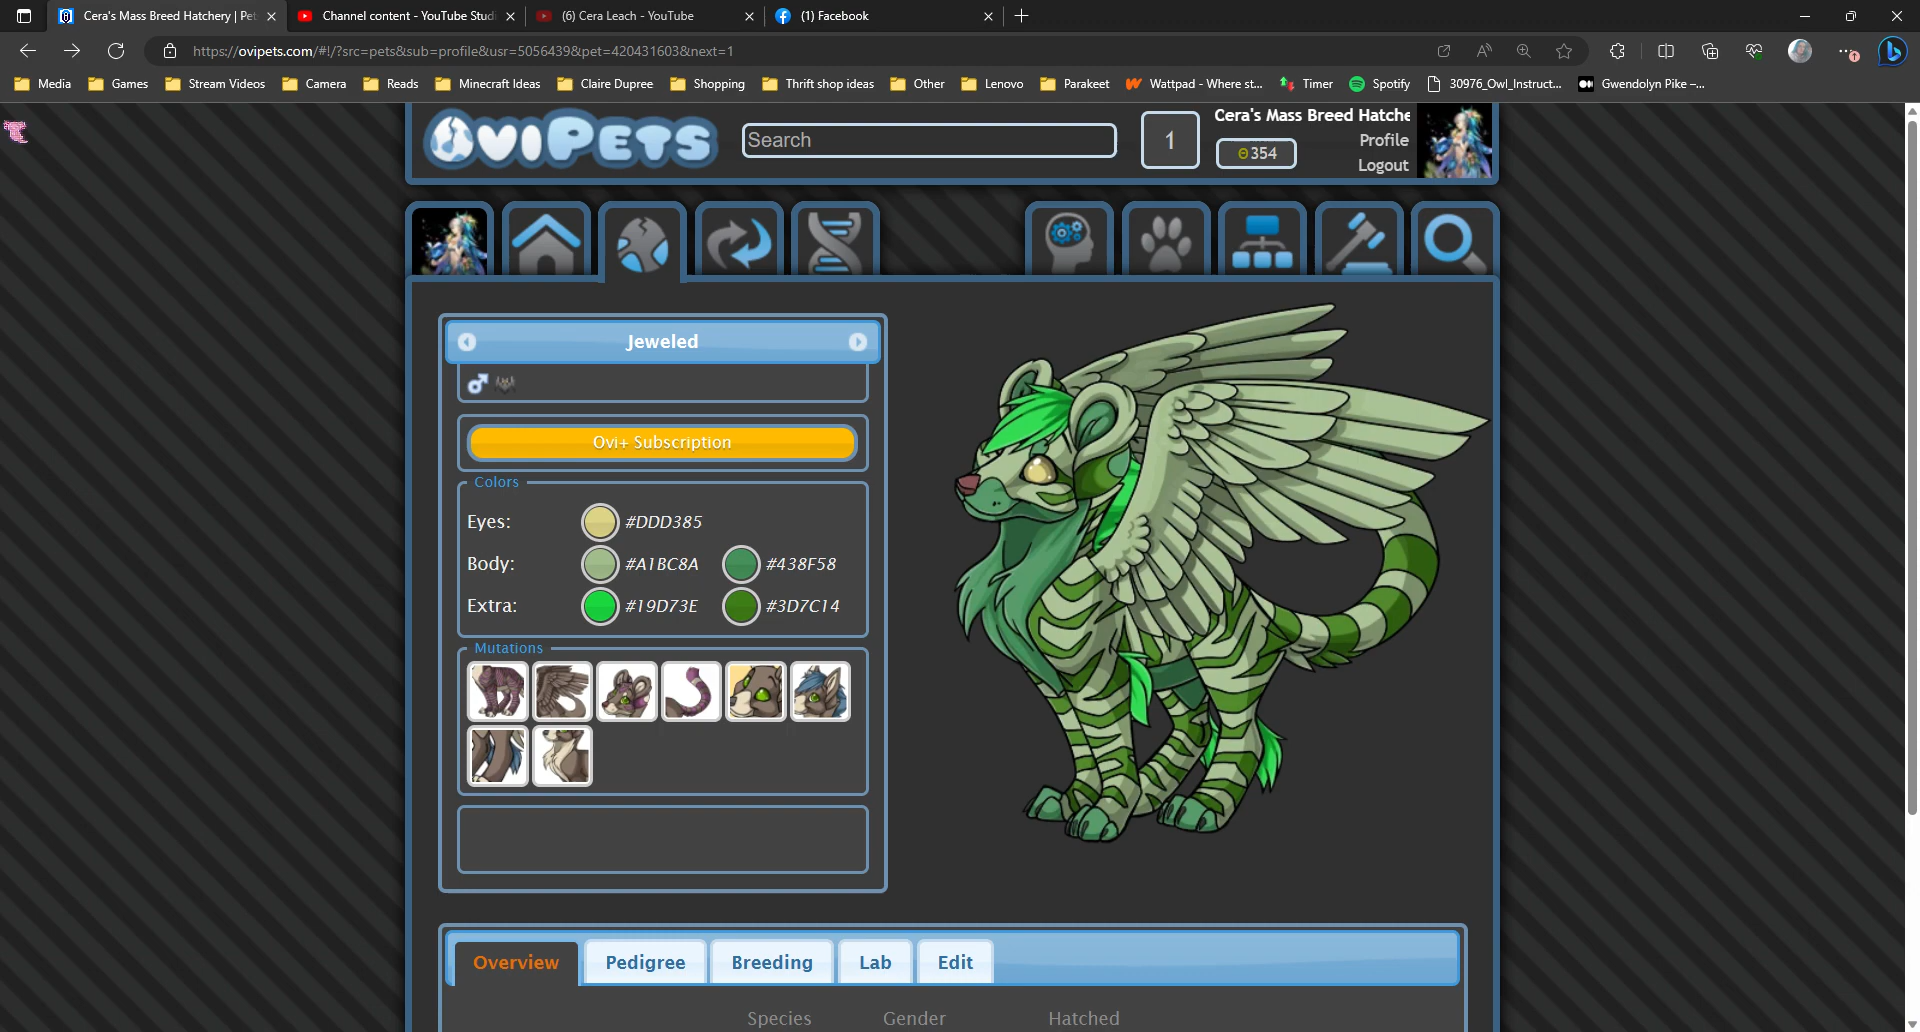 Cera's Mass Breed Hatchery | Pet
Channel content - YouTube Studi
(6) Cera Leach - YouTube
(1) Facebook
https://ovipets.com/#!/?src=pets&sub=profile&usr=5056439&pet=420431603&next=1
Media
Games
Stream Videos
Camera
Reads
Minecraft Ideas
Claire Dupree
Shopping
Thrift shop ideas
Other
Lenovo
Parakeet
Wattpad - Where st...
Timer
Spotify
30976_Owl_Instruct...
Gwendolyn Pike –...
OviPets
Search
1
Cera's Mass Breed Hatche
354
Profile
Logout
Jeweled
Ovi+ Subscription
Colors
Eyes: #DDD385
Body: #A1BC8A #438F58
Extra: #19D73E #3D7C14
Mutations
Overview Pedigree Breeding Lab Edit
Species Gender Hatched